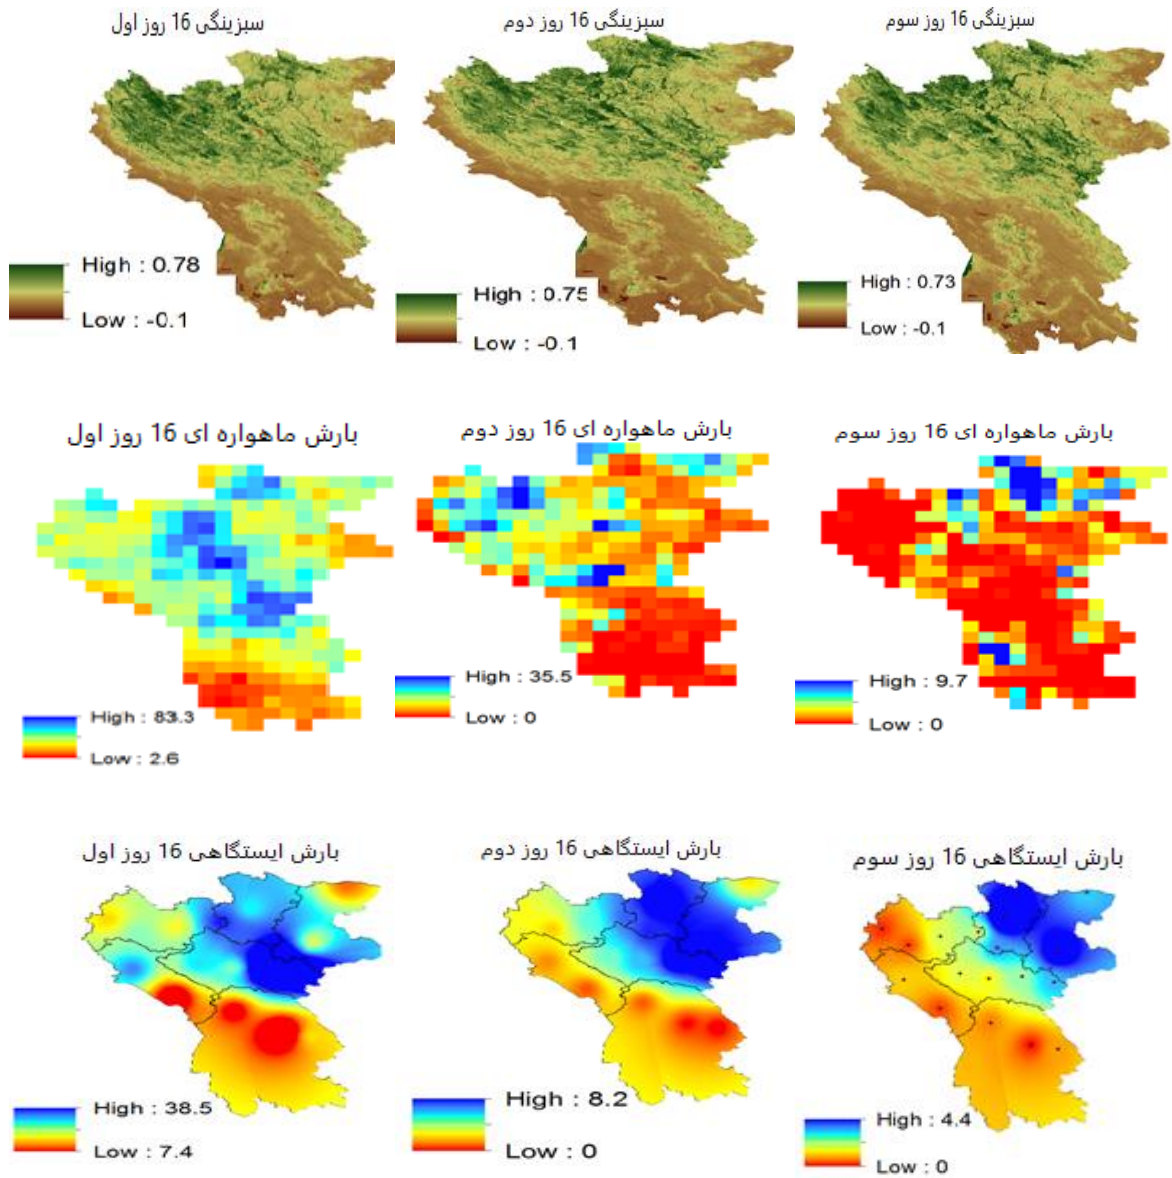 سبزینگی 16 روز اول
سبزینگی 16 روز دوم
سبزینگی 16 روز سوم
High : 0.78
Low : -0.1
High : 0.75
Low : -0.1
High : 0.73
Low : -0.1
بارش ماهواره ای 16 روز اول
بارش ماهواره ای 16 روز دوم
بارش ماهواره ای 16 روز سوم
High : 83.3
Low : 2.6
High : 35.5
Low : 0
High : 9.7
Low : 0
بارش ایستگاهی 16 روز اول
بارش ایستگاهی 16 روز دوم
بارش ایستگاهی 16 روز سوم
High : 38.5
Low : 7.4
High : 8.2
Low : 0
High : 4.4
Low : 0